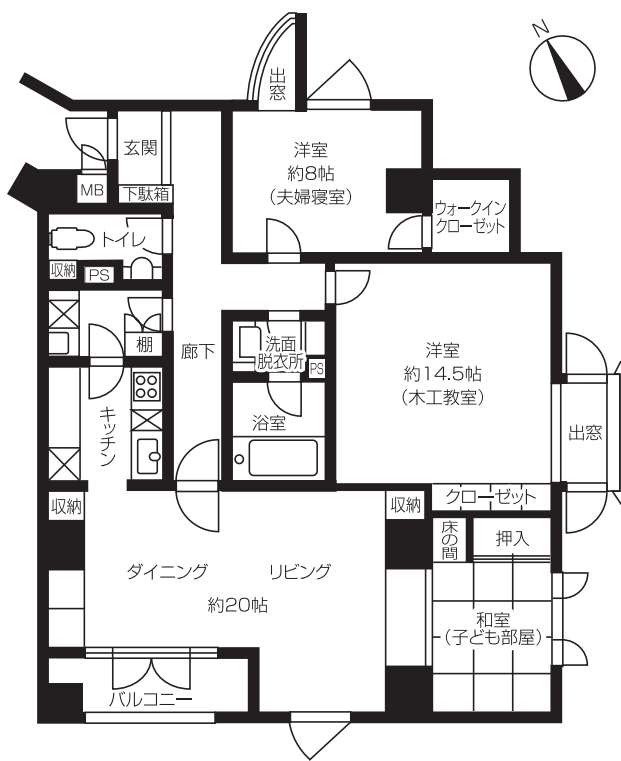 N
出窓
玄関
洋室
約8帖
(夫婦寝室)
MB
下駄箱
ウォークイン
クローゼット
トイレ
収納
PS
棚
廊下
洗面
脱衣所
PS
洋室
約14.5帖
(木工教室)
キッチン
浴室
出窓
クローゼット
収納
収納
床の間
押入
ダイニング
リビング
約20帖
和室
(子ども部屋)
バルコニー